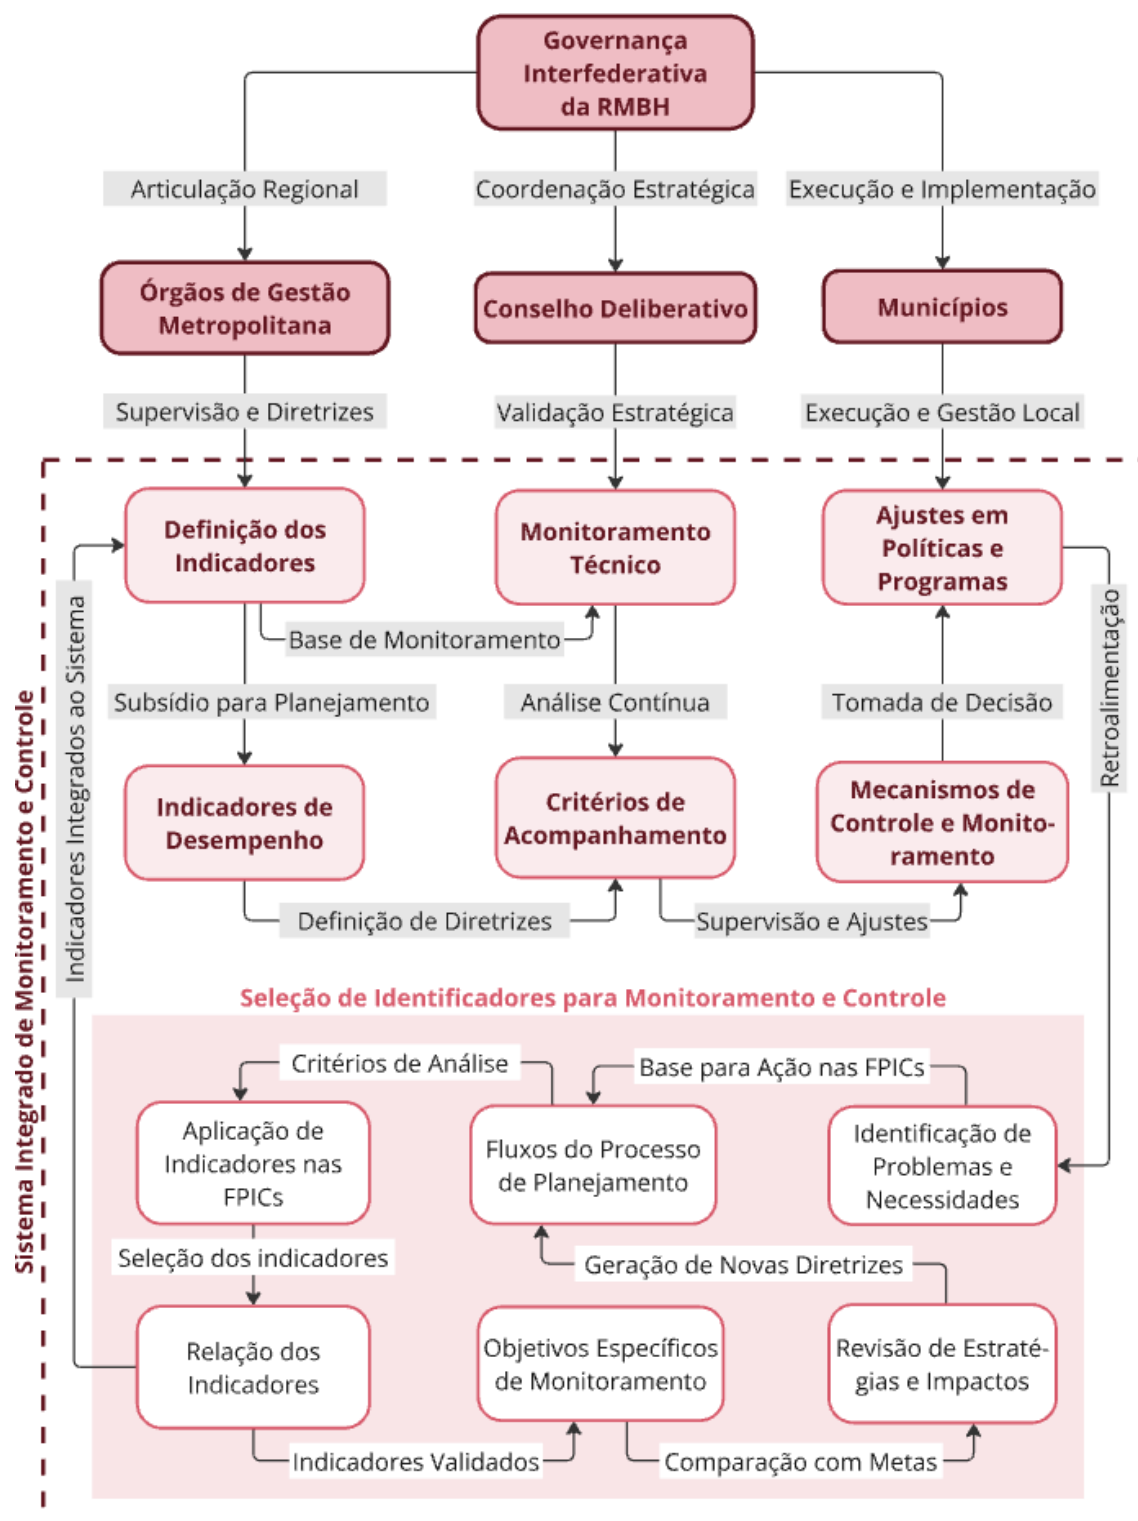 Governança
Interfederativa
da RMBH
Articulação Regional
Coordenação Estratégica
Execução e Implementação
Órgãos de Gestão
Metropolitana
Conselho Deliberativo
Municípios
Supervisão e Diretrizes
Validação Estratégica
Execução e Gestão Local
Sistema Integrado de Monitoramento e Controle
Definição dos
Indicadores
Monitoramento
Técnico
Ajustes em
Políticas e
Programas
Indicadores Integrados ao Sistema
Base de Monitoramento
Retroalimentação
Subsídio para Planejamento
Análise Contínua
Tomada de Decisão
Indicadores de
Desempenho
Critérios de
Acompanhamento
Mecanismos de
Controle e Monito-
ramento
Definição de Diretrizes
Supervisão e Ajustes
Seleção de Identificadores para Monitoramento e Controle
Critérios de Análise
Base para Ação nas FPICs
Aplicação de
Indicadores nas
FPICs
Fluxos do Processo
de Planejamento
Identificação de
Problemas e
Necessidades
Seleção dos indicadores
Geração de Novas Diretrizes
Relação dos
Indicadores
Objetivos Específicos
de Monitoramento
Revisão de Estraté-
gias e Impactos
Indicadores Validados
Comparação com Metas